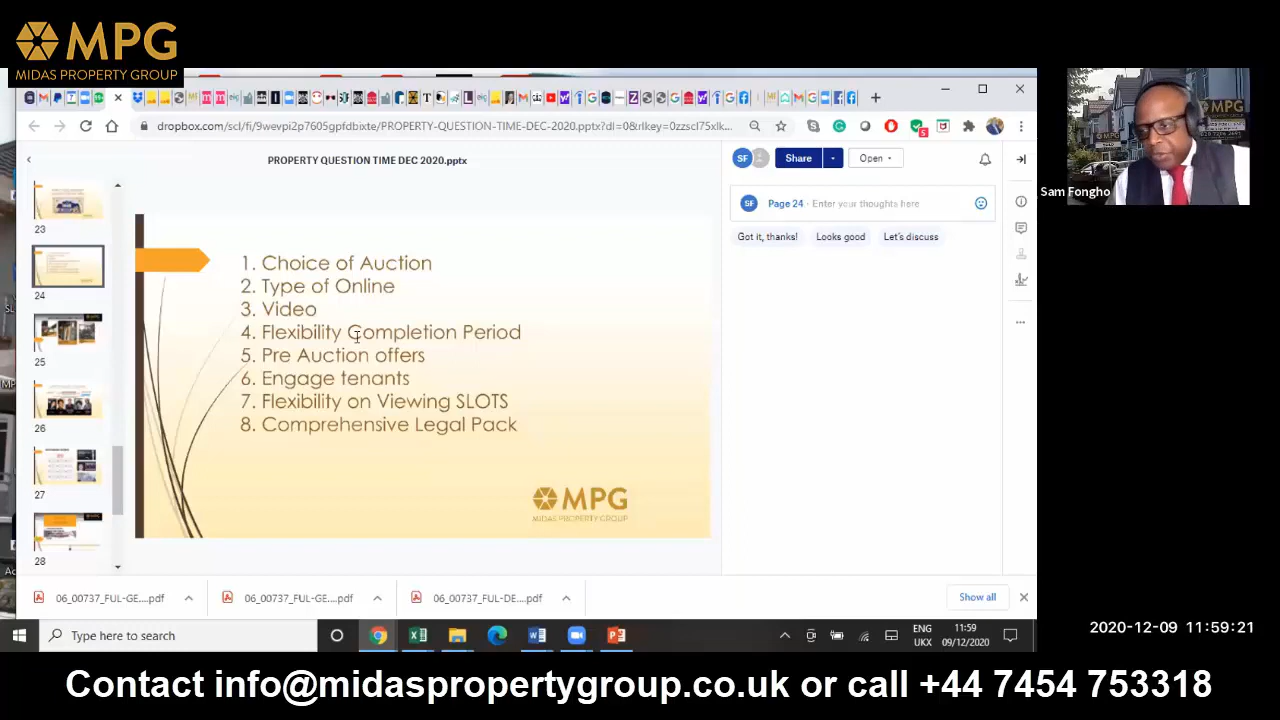 MPG
MIDAS PROPERTY GROUP
dropbox.com/scl/fi/9wevpi2p7605gpfdbixte/PROPERTY-QUESTION-TIME-DEC-2020.pptx?dl=0&rlkey=0zzscl75xlk...
PROPERTY QUESTION TIME DEC 2020.pptx
SF
Share
Open
SF
Page 24
Enter your thoughts here
Got it, thanks!
Looks good
Let's discuss
23
24
25
26
27
28
1. Choice of Auction
2. Type of Online
3. Video
4. Flexibility Completion Period
5. Pre Auction offers
6. Engage tenants
7. Flexibility on Viewing SLOTS
8. Comprehensive Legal Pack
MPG
MIDAS PROPERTY GROUP
Sam Fongho
06_00737_FUL-GE....pdf
06_00737_FUL-GE....pdf
06_00737_FUL-DE....pdf
Show all
Type here to search
ENG
UKX
11:59
09/12/2020
2020-12-09 11:59:21
Contact info@midaspropertygroup.co.uk or call +44 7454 753318